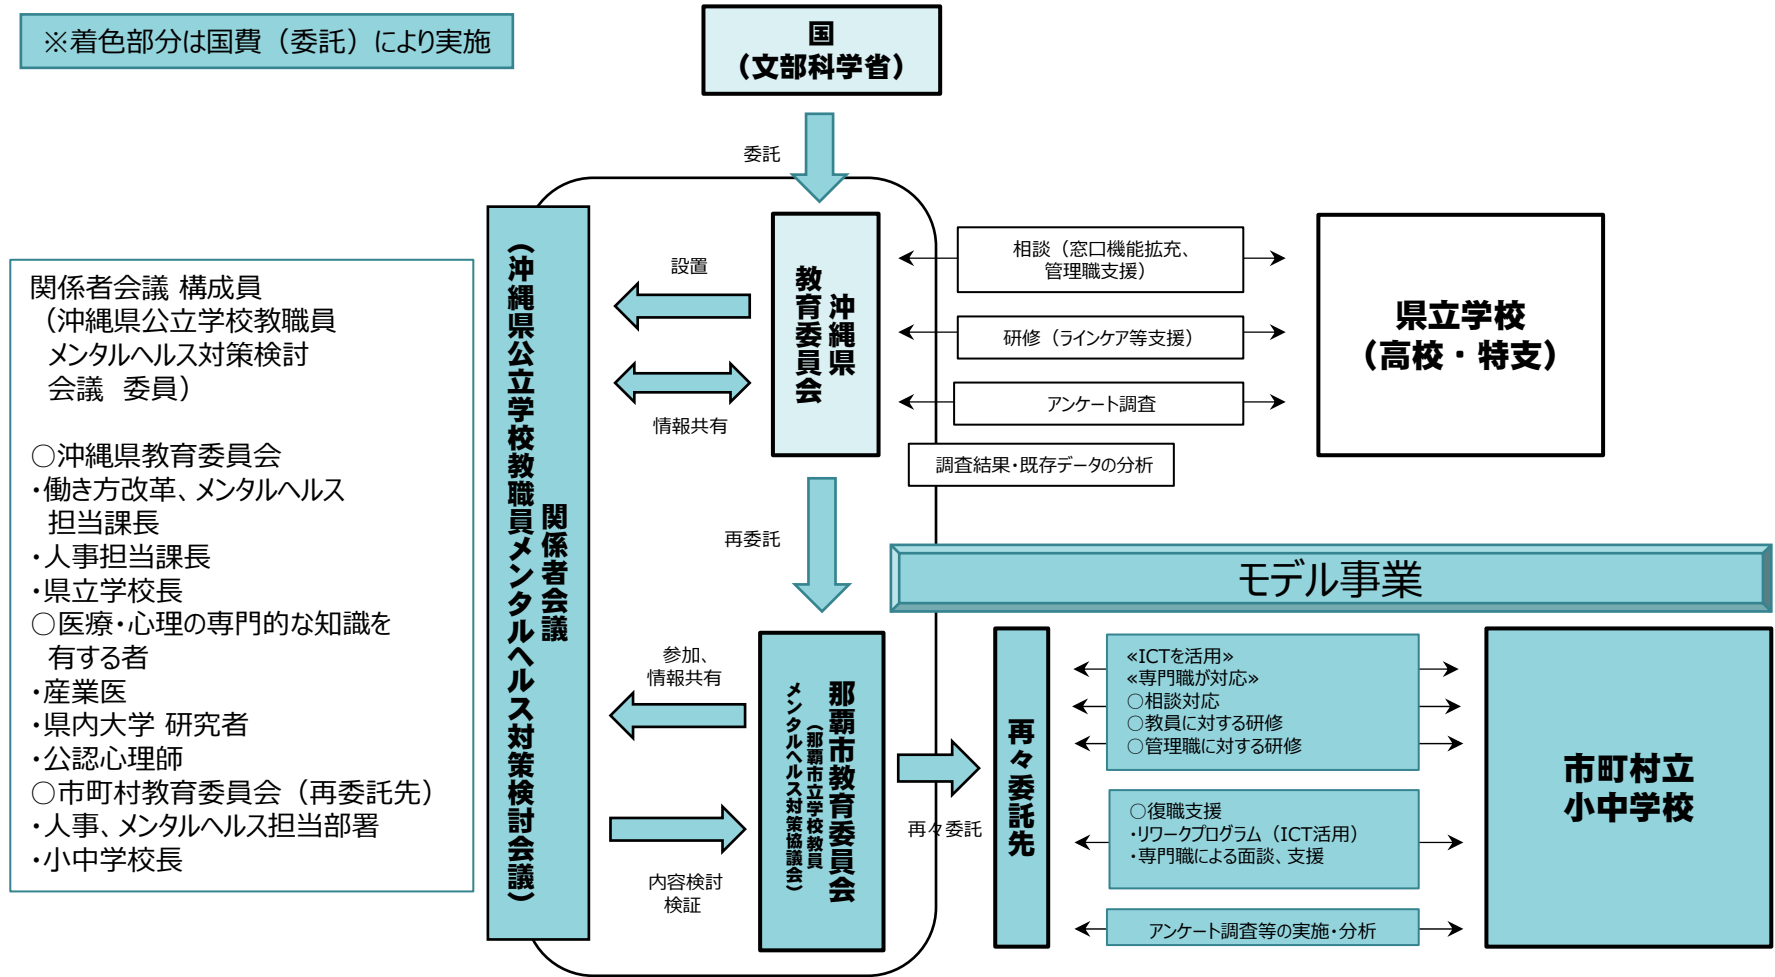 ※着色部分は国費（委託）により実施
国
（文部科学省）
委託
関係者会議
（沖縄県公立学校教職員メンタルヘルス対策検討会議）
設置
情報共有
沖縄県
教育委員会
相談（窓口機能拡充、
管理職支援）
研修（ラインケア等支援）
アンケート調査
調査結果・既存データの分析
県立学校
（高校・特支）
関係者会議 構成員
（沖縄県公立学校教職員
メンタルヘルス対策検討
会議　委員）
○沖縄県教育委員会
・働き方改革、メンタルヘルス
担当課長
・人事担当課長
・県立学校長
○医療・心理の専門的な知識を
有する者
・産業医
・県内大学 研究者
・公認心理師
○市町村教育委員会（再委託先）
・人事、メンタルヘルス担当部署
・小中学校長
再委託
モデル事業
参加、
情報共有
内容検討
検証
那覇市教育委員会
（那覇市立学校教員
メンタルヘルス対策協議会）
再々委託
再々委託先
≪ICTを活用≫
≪専門職が対応≫
○相談対応
○教員に対する研修
○管理職に対する研修
○復職支援
・リワークプログラム（ICT活用）
・専門職による面談、支援
アンケート調査等の実施・分析
市町村立
小中学校